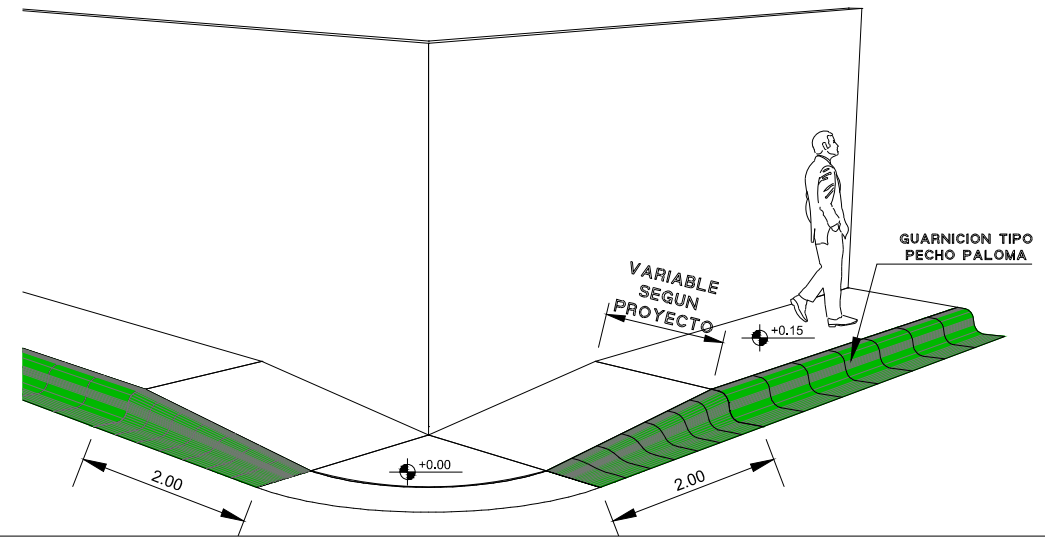 GUARNICION TIPO
PECHO PALOMA
VARIABLE
SEGUN
PROYECTO
+0.15
+0.00
2.00
2.00